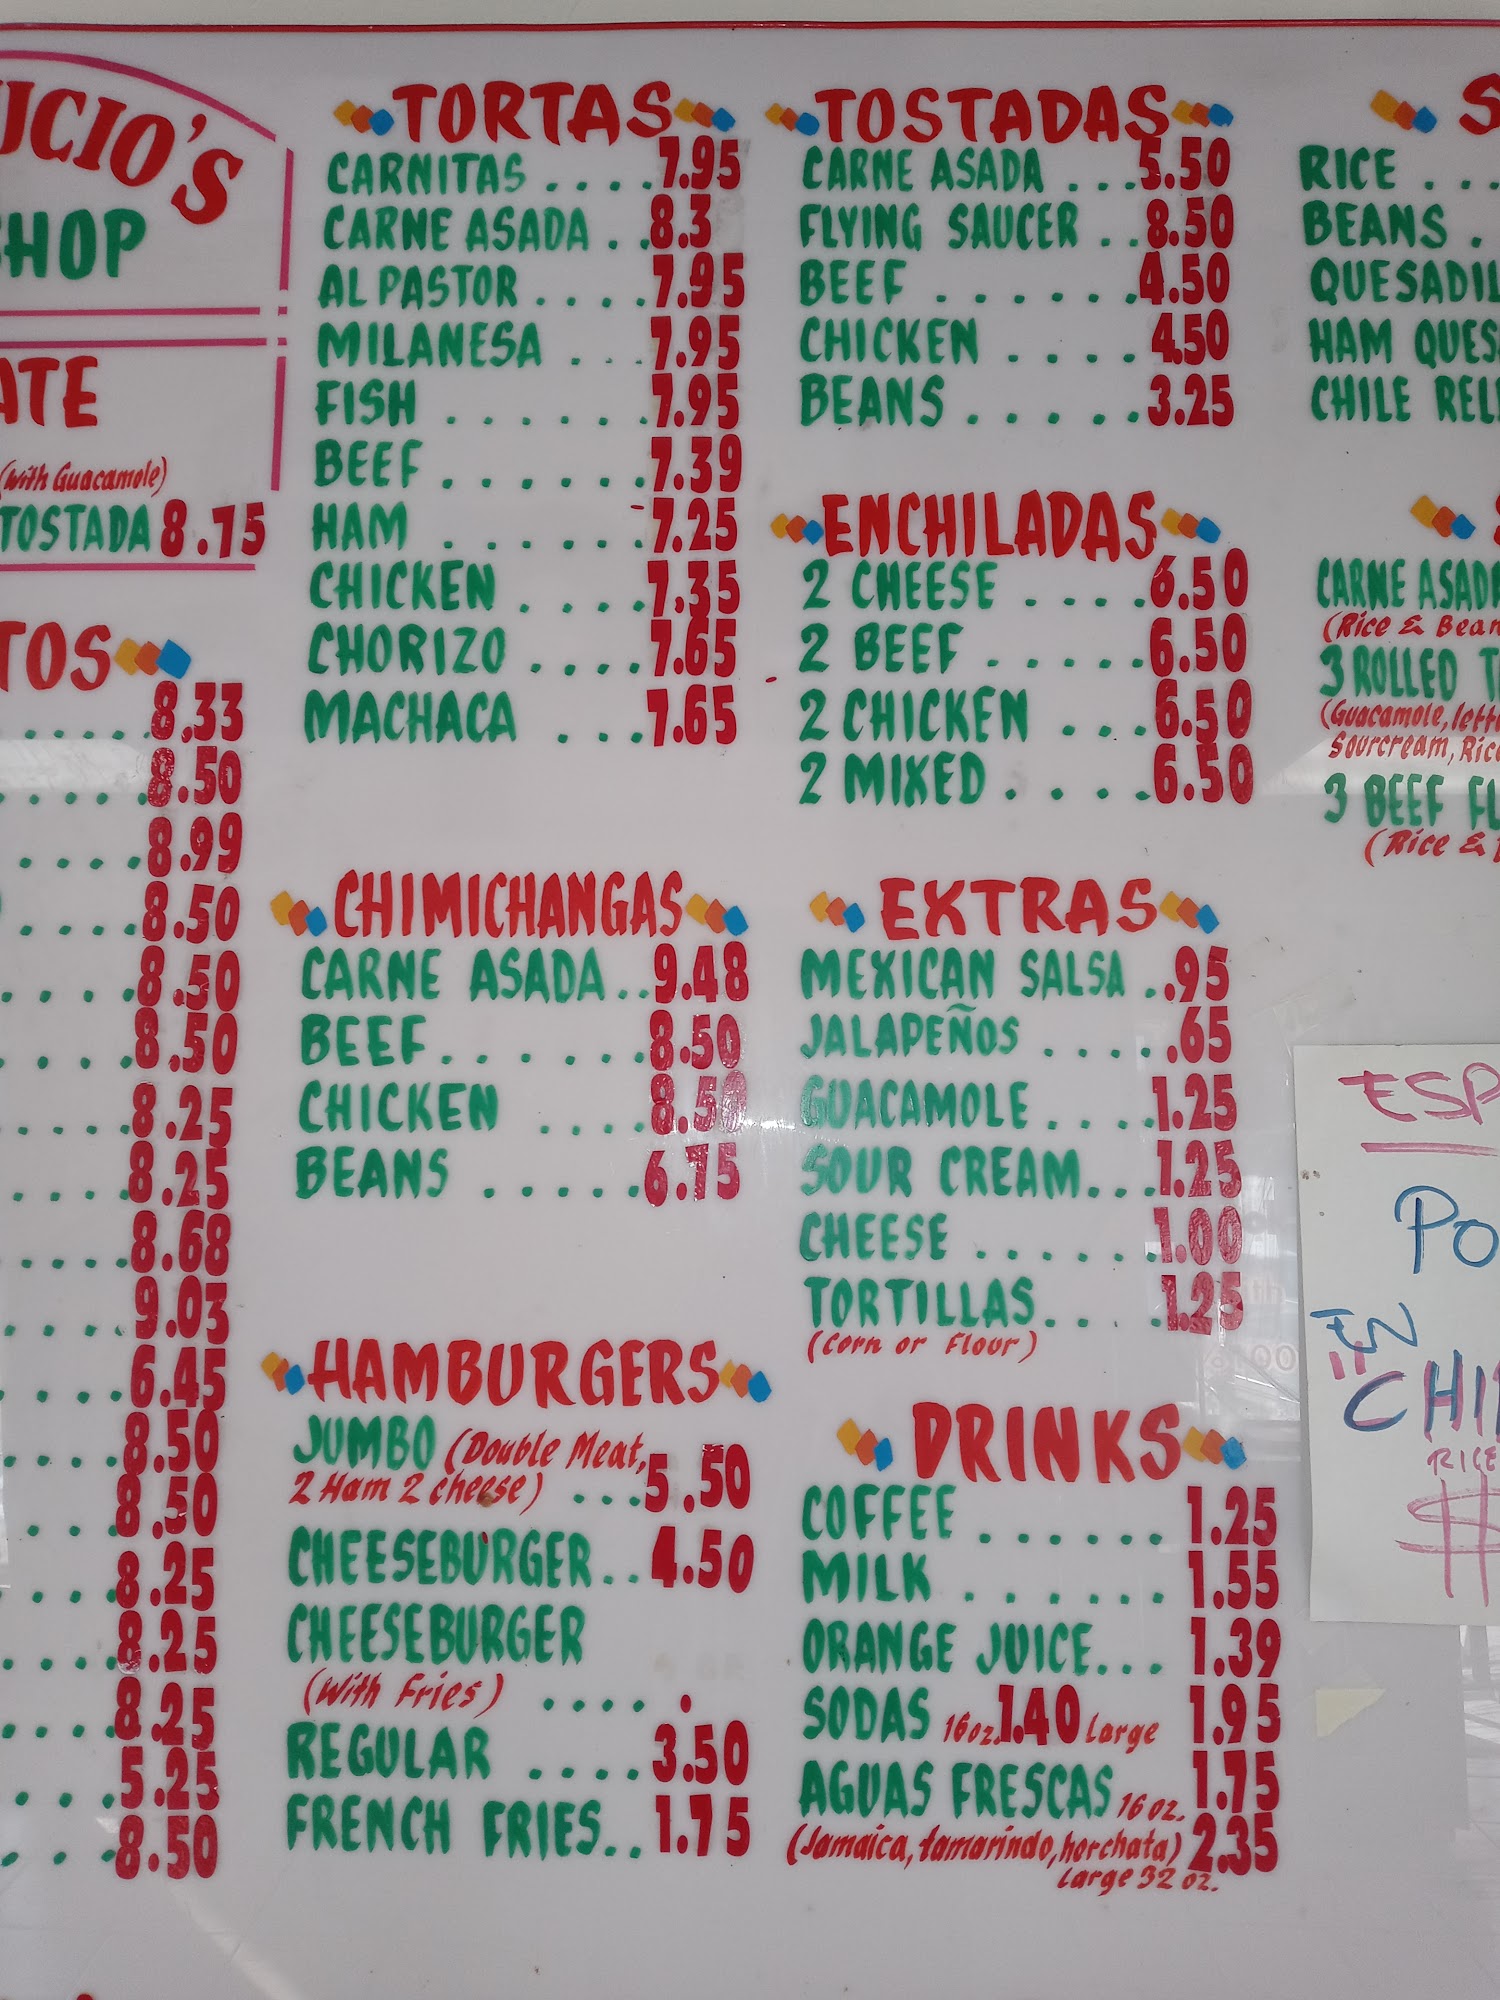 UCIO'S
HOP
ATE
(With Guacamole)
TOSTADA 8.75
TOS
.....8.33
.....8.50
....8.99
....8.50
....8.50
....8.50
....8.25
....8.25
....8.68
....9.03
....6.45
....8.50
....8.50
....8.25
....8.25
....8.25
....5.25
....8.50
TORTAS
CARNITAS ....7.95
CARNE ASADA ..8.3
AL PASTOR ....7.95
MILANESA ...7.95
FISH ......7.95
BEEF ......7.39
HAM ......7.25
CHICKEN ....7.35
CHORIZO ....7.65
MACHACA ...7.65
CHIMICHANGAS
CARNE ASADA ..9.48
BEEF......8.50
CHICKEN ....8.50
BEANS .....6.75
HAMBURGERS
JUMBO (Double Meat,
2 Ham 2 cheese) ...5.50
CHEESEBURGER..4.50
CHEESEBURGER
(With Fries) .... .
REGULAR ....3.50
FRENCH FRIES..1.75
TOSTADAS
CARNE ASADA ...5.50
FLYING SAUCER ..8.50
BEEF ......4.50
CHICKEN ....4.50
BEANS .....3.25
ENCHILADAS
2 CHEESE ....6.50
2 BEEF .....6.50
2 CHICKEN ...6.50
2 MIXED ....6.50
EXTRAS
MEXICAN SALSA ..95
JALAPEÑOS .....65
GUACAMOLE ....1.25
SOUR CREAM...1.25
CHEESE ......1.00
TORTILLAS....1.25
(Corn or Flour)
DRINKS
COFFEE ...... 1.25
MILK ...... 1.55
ORANGE JUICE... 1.39
SODAS 16oz. 1.40 Large 1.95
AGUAS FRESCAS 16 oz. 1.75
(Jamaica, tamarindo, horchata) 2.35
Large 32 oz.
S
RICE ...
BEANS .
QUESADIL
HAM QUES
CHILE REL
CARNE ASADA
(Rice & Bean
3 ROLLED T
(Guacamole, lett
Sourcream, Ric
3 BEEF FL
(Rice &
ESP
PO
EN
"CHI
RICE
$